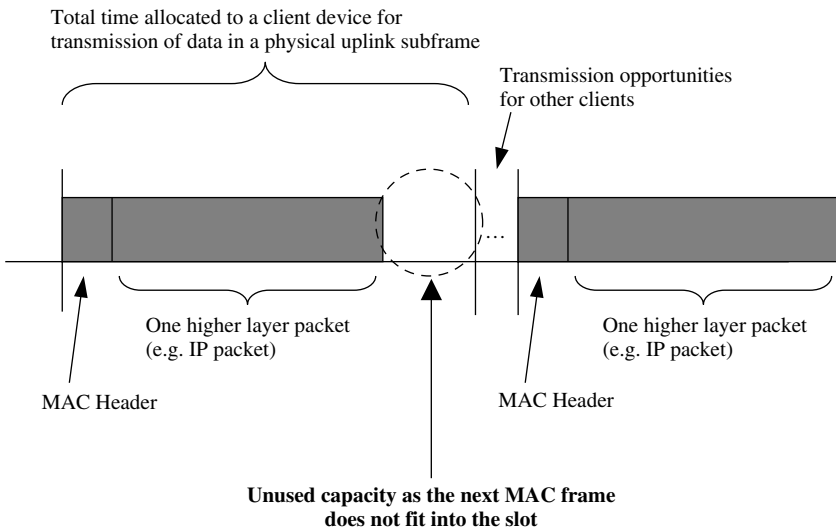 Total time allocated to a client device for
transmission of data in a physical uplink subframe
Transmission opportunities
for other clients
...
One higher layer packet
(e.g. IP packet)
One higher layer packet
(e.g. IP packet)
MAC Header
MAC Header
Unused capacity as the next MAC frame
does not fit into the slot